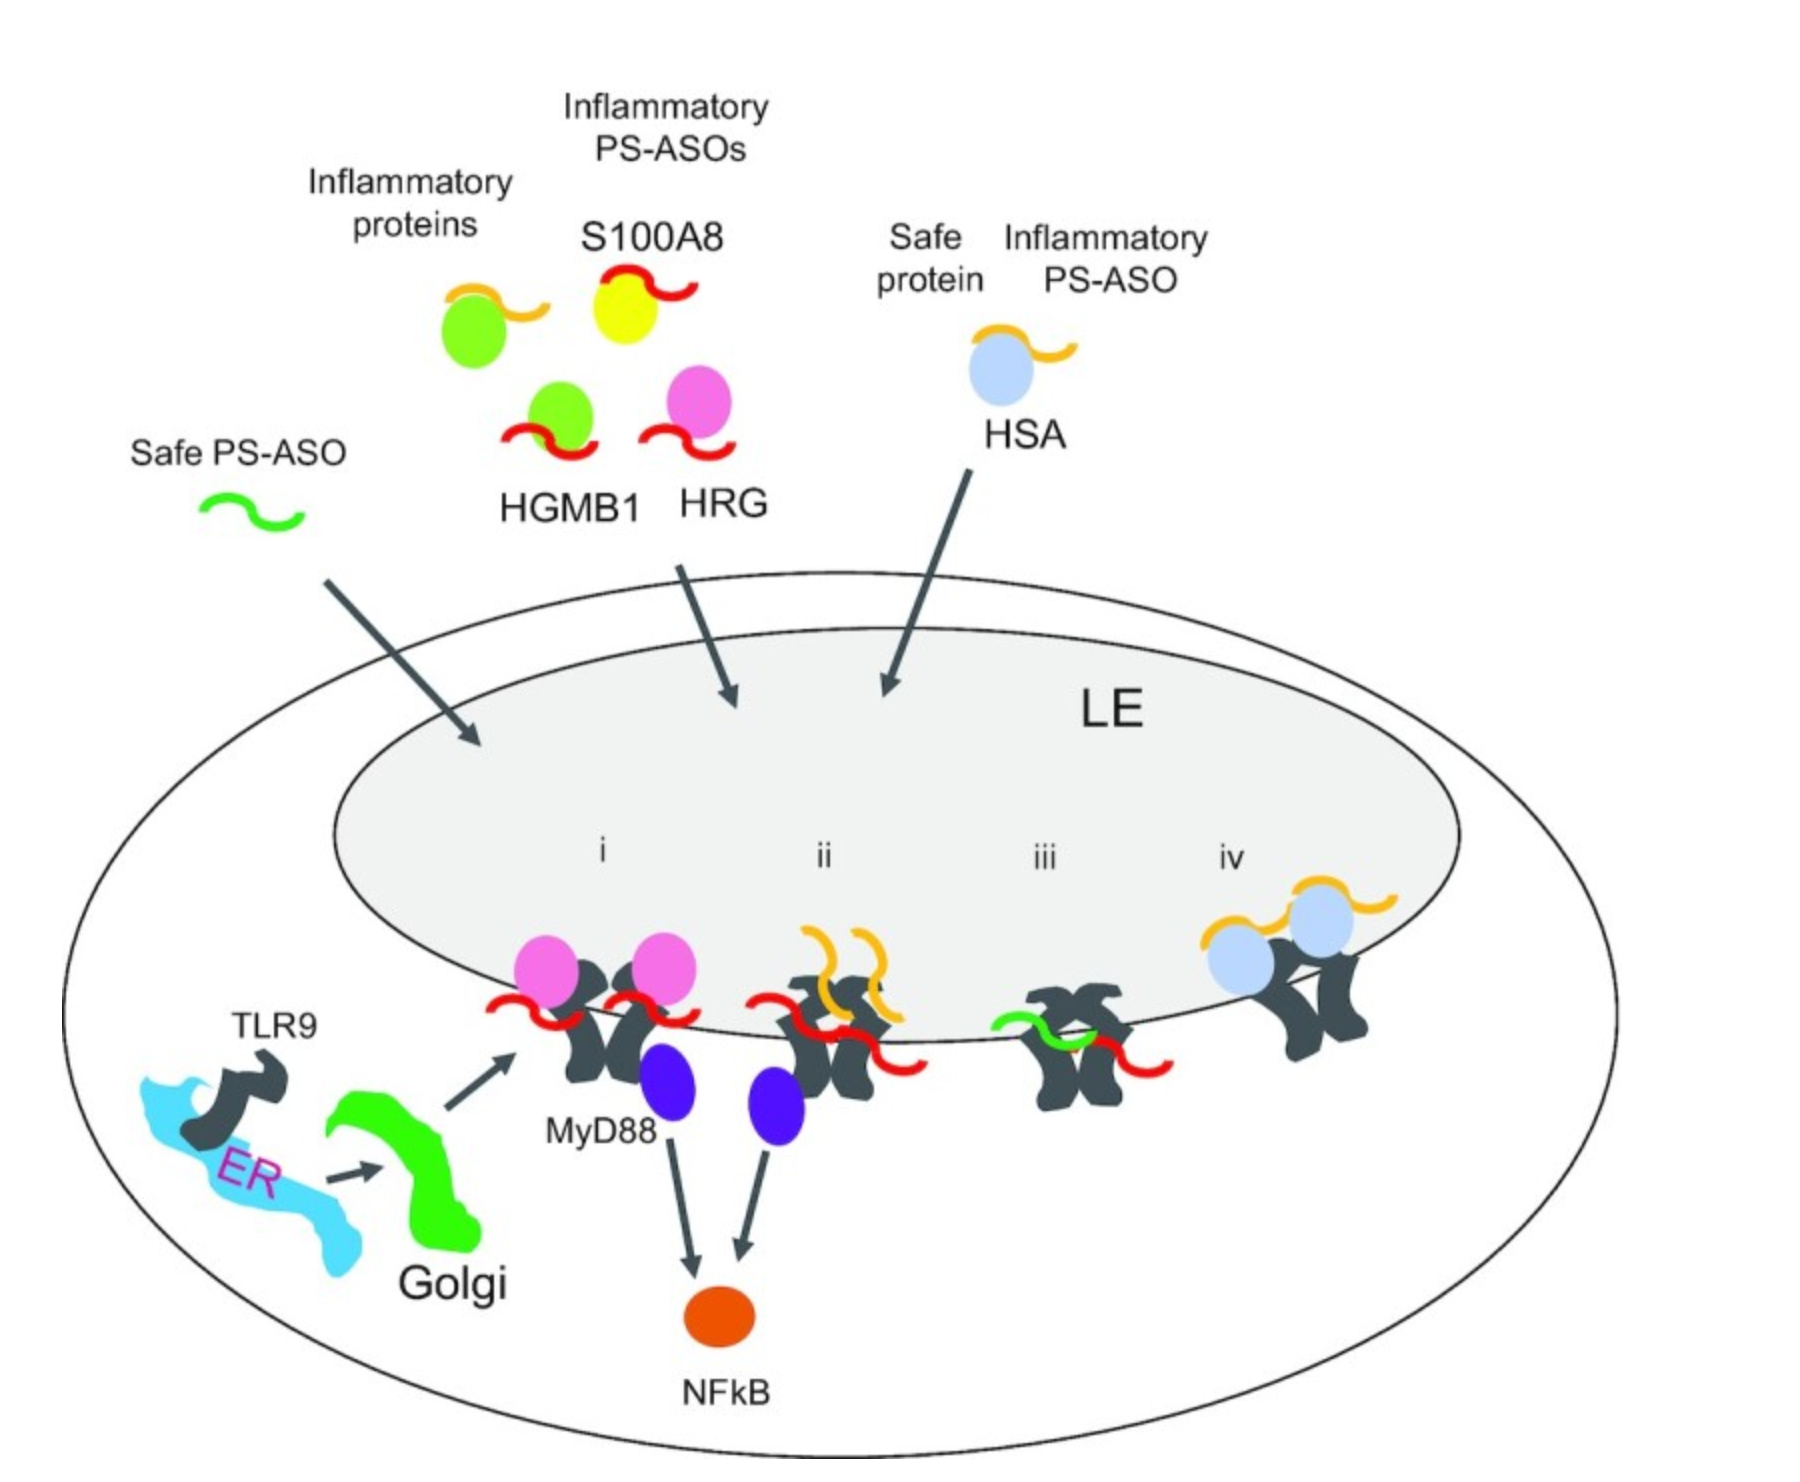 Inflammatory
PS-ASOs
Inflammatory
proteins
S100A8
Safe
protein
Inflammatory
PS-ASO
HSA
Safe PS-ASO
HGMB1
HRG
LE
i
ii
iii
iv
TLR9
MyD88
ER
Golgi
NFkB